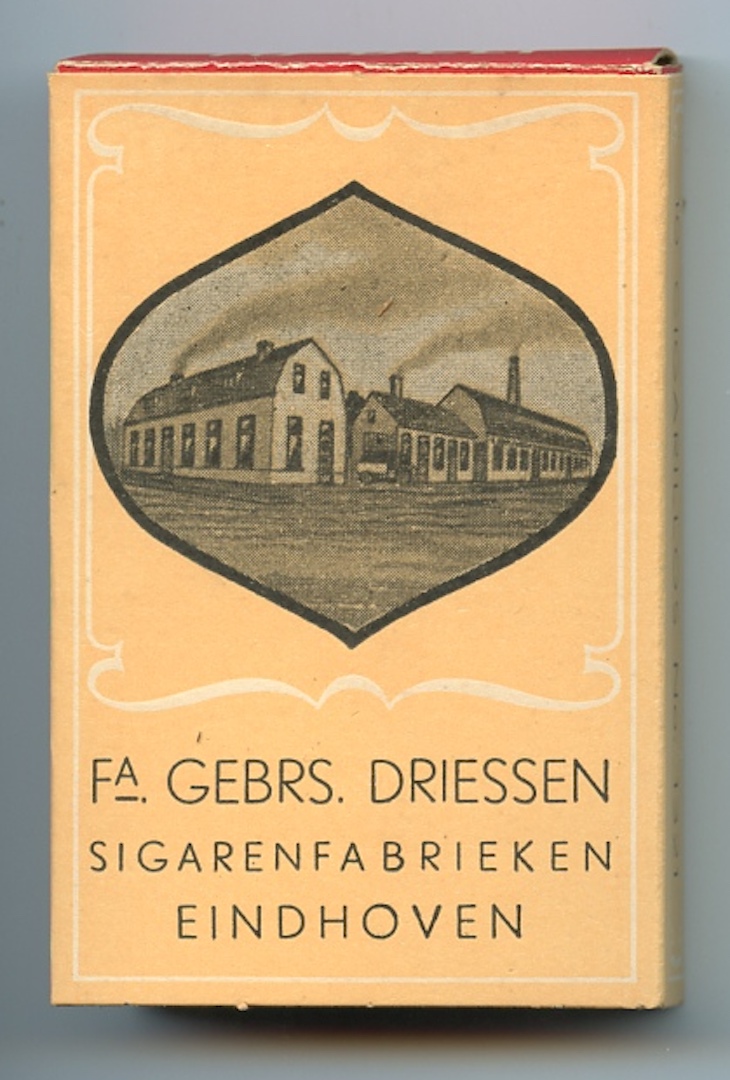 FA. GEBRS. DRIESSEN
SIGARENFABRIEKEN
EINDHOVEN